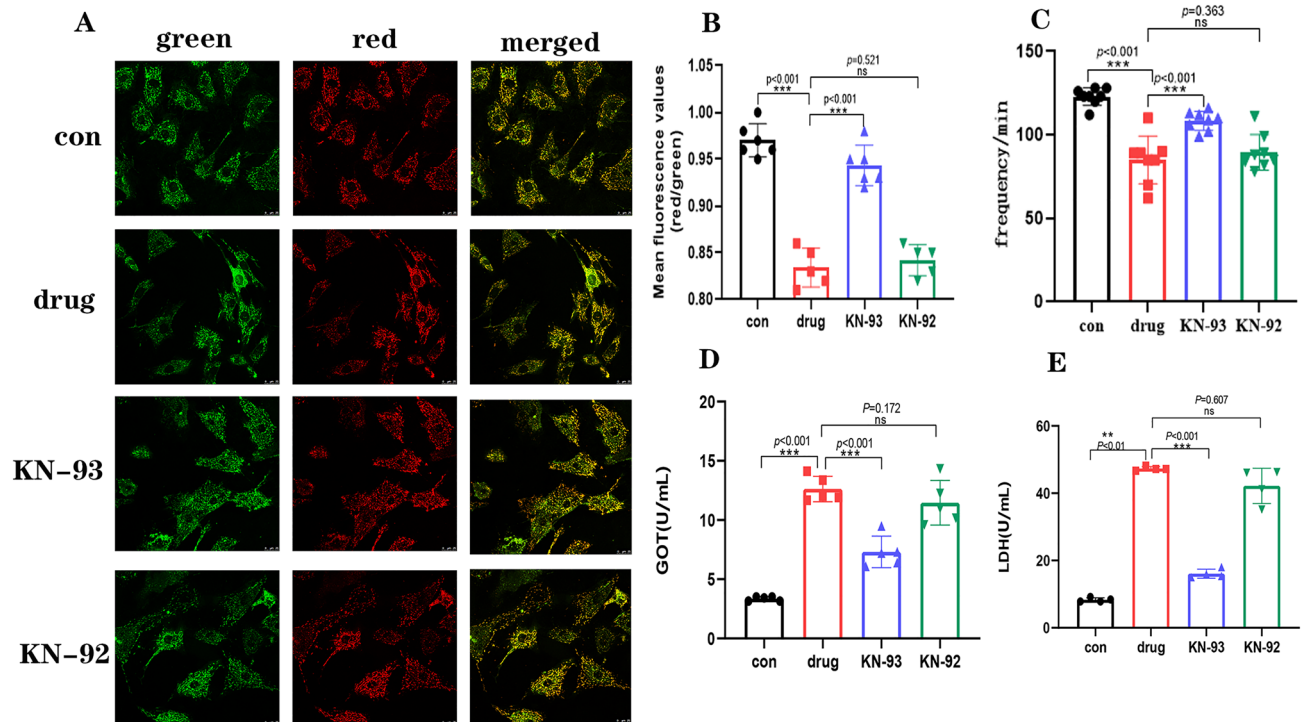 A
green red merged
con
drug
KN-93
KN-92
B
Mean fluorescence values
(red/green)
1.05
1.00
0.95
0.90
0.85
0.80
p=0.521
ns
p<0.001
***
p<0.001
***
con drug KN-93 KN-92
C
frequency/min
150
100
50
0
p=0.363
ns
p<0.001
***
p<0.001
***
con drug KN-93 KN-92
D
GOT(U/mL)
20
15
10
5
0
P=0.172
ns
p<0.001
***
p<0.001
***
con drug KN-93 KN-92
E
LDH(U/mL)
60
40
20
0
P=0.607
ns
**
P<0.01
P<0.001
***
con drug KN-93 KN-92